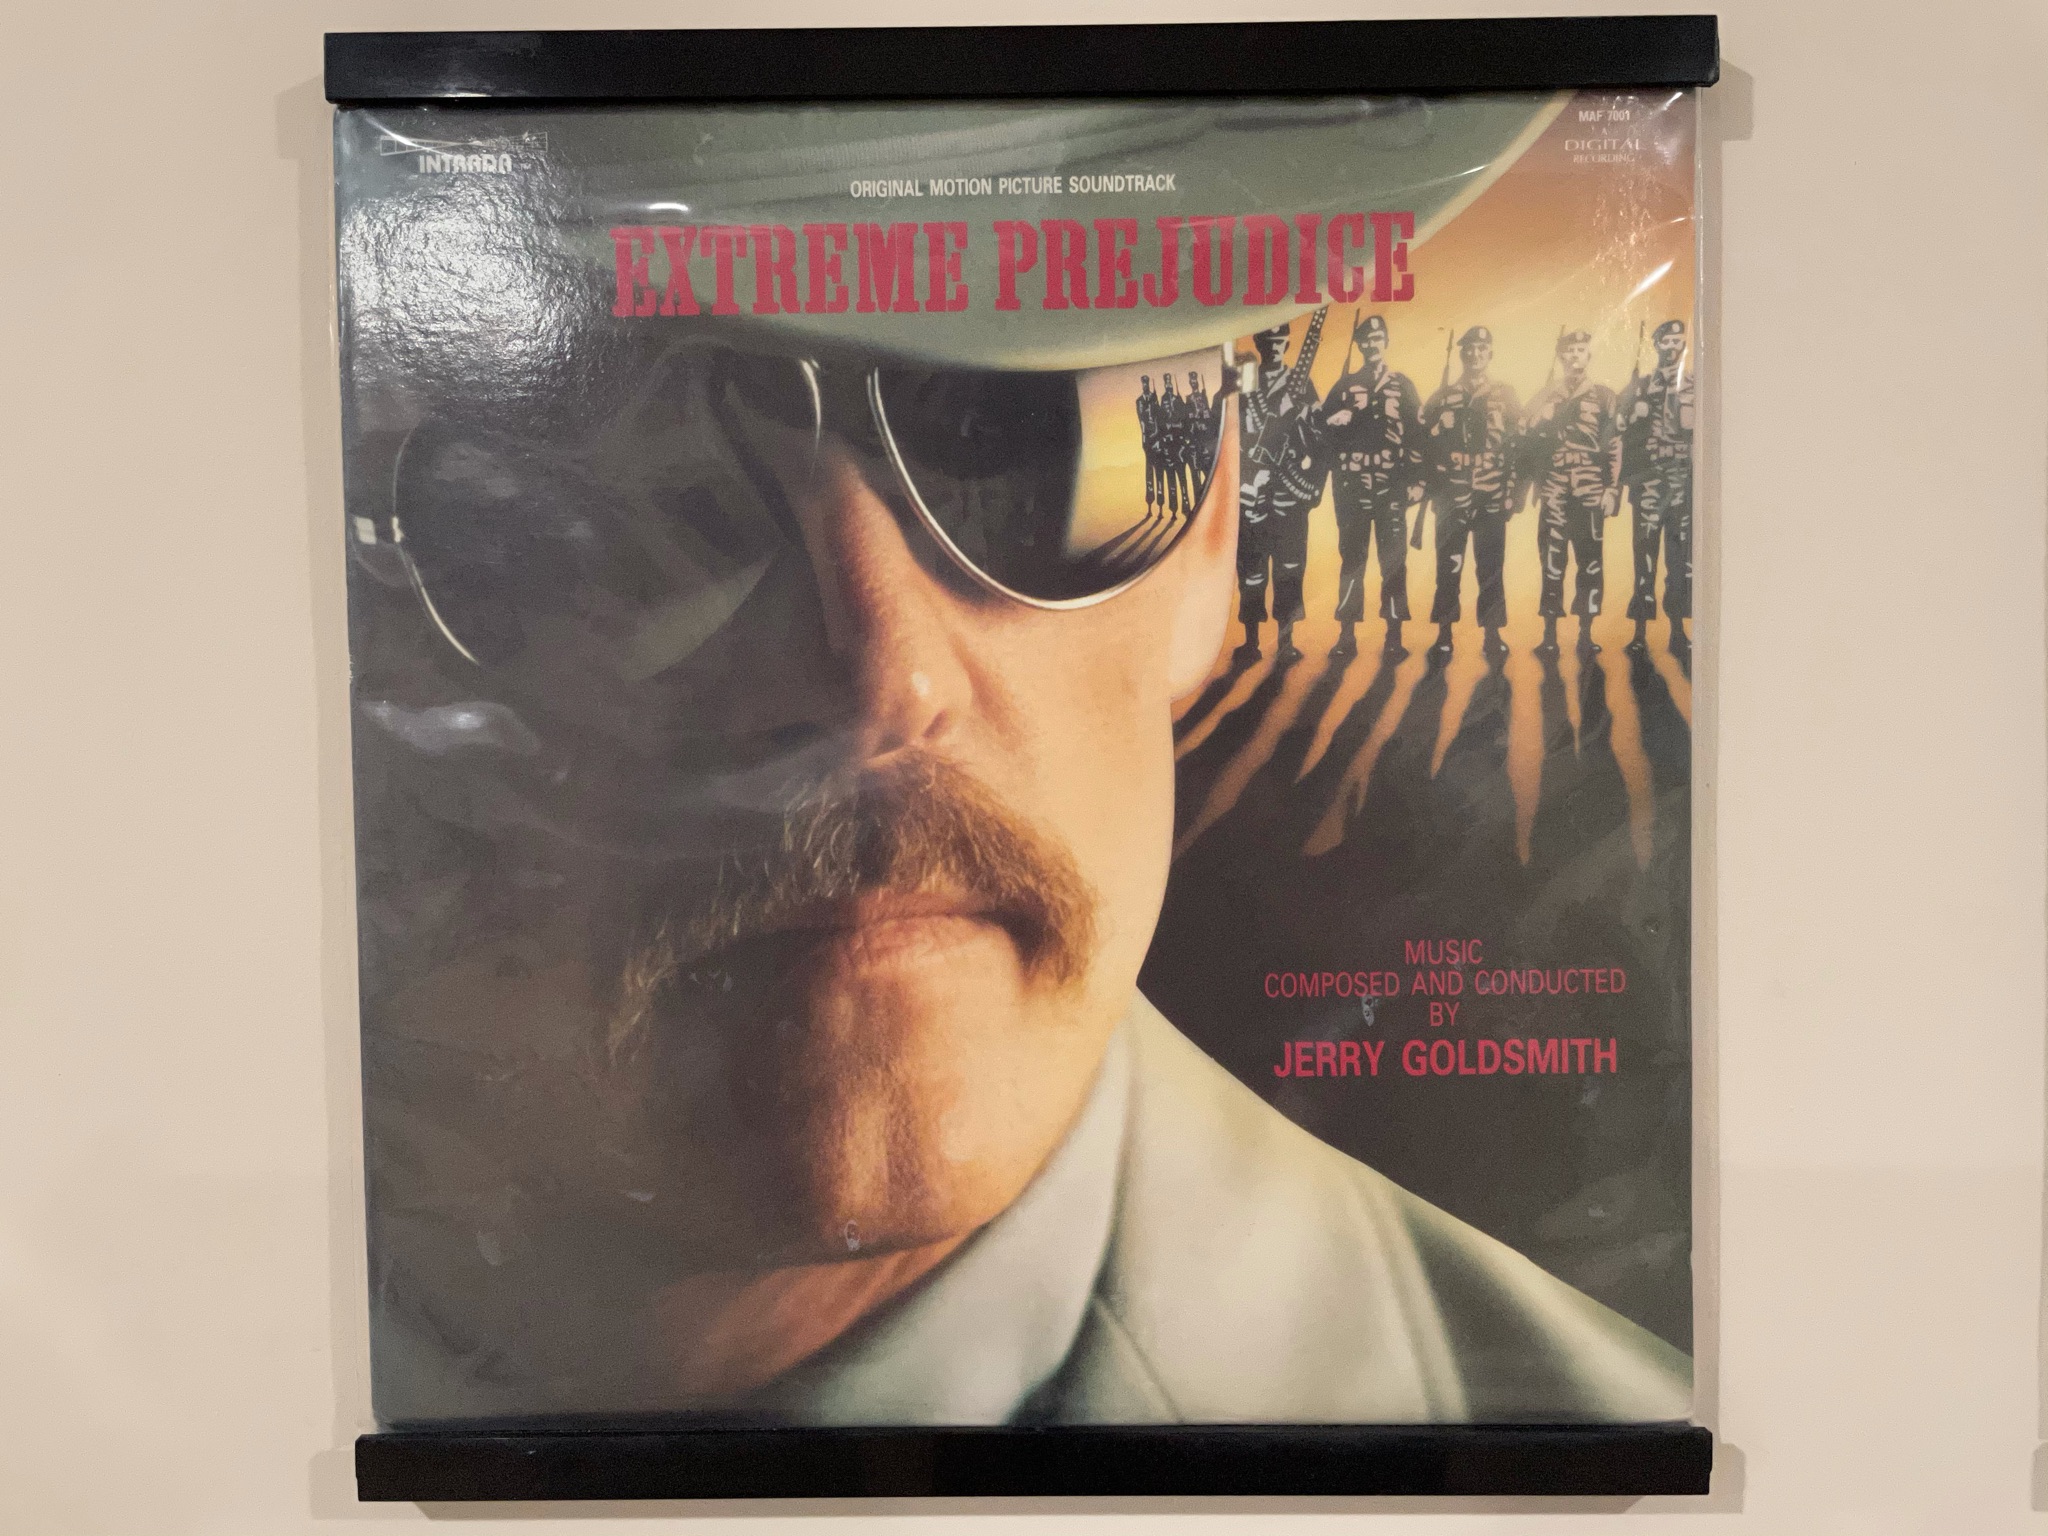 INTRADA
MAF 7001
A
DIGITAL
RECORDING
ORIGINAL MOTION PICTURE SOUNDTRACK
EXTREME PREJUDICE
MUSIC
COMPOSED AND CONDUCTED
BY
JERRY GOLDSMITH